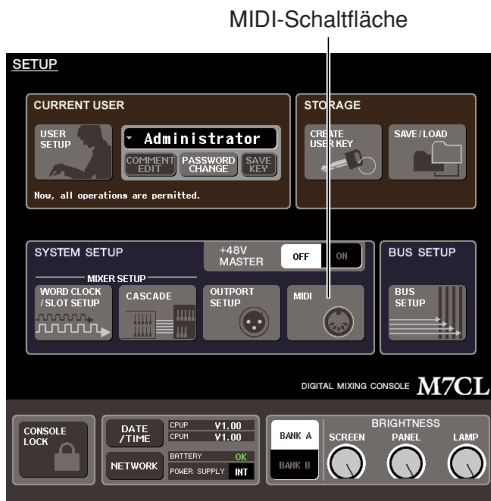 MIDI-Schaltfläche
SETUP
CURRENT USER
USER
SETUP
Administrator
COMMENT
EDIT
PASSWORD
CHANGE
SAVE
KEY
Now, all operations are permitted.
STORAGE
CREATE
USER KEY
SAVE/LOAD
SYSTEM SETUP
+48V
MASTER
OFF
ON
MIXER SETUP
WORD CLOCK
/SLOT SETUP
CASCADE
OUTPORT
SETUP
MIDI
BUS SETUP
BUS
SETUP
DIGITAL MIXING CONSOLE M7CL
CONSOLE
LOCK
DATE
/TIME
NETWORK
CPUP V1.00
CPUM V1.00
BATTERY OK
POWER SUPPLY INT
BANK A
BANK B
BRIGHTNESS
SCREEN PANEL LAMP